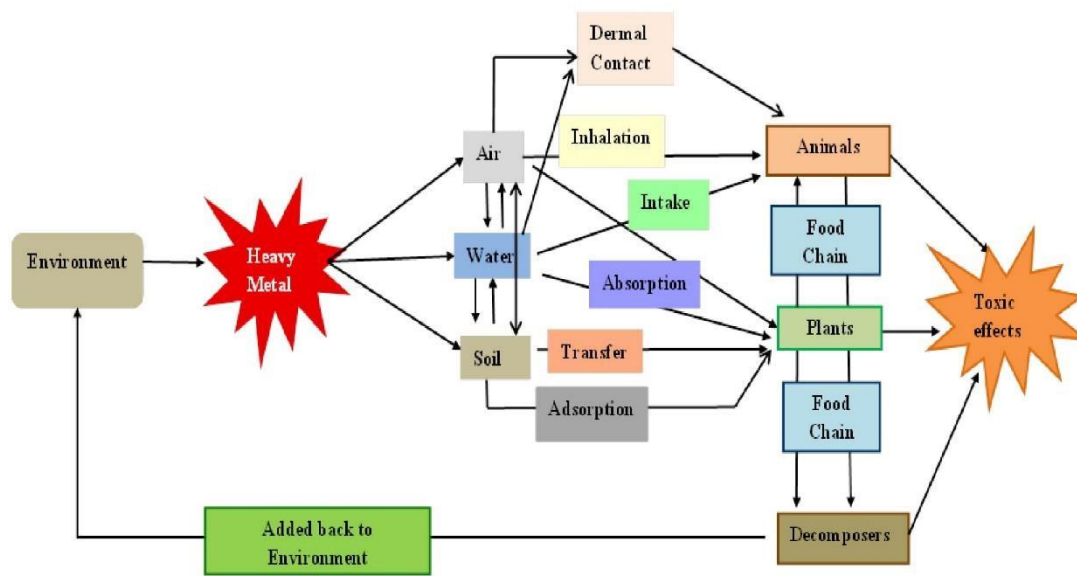 Dermal
Contact
Inhalation
Air
Animals
Intake
Food
Chain
Environment
Heavy
Metal
Water
Absorption
Toxic
effects
Plants
Soil
Transfer
Adsorption
Food
Chain
Added back to
Environment
Decomposers